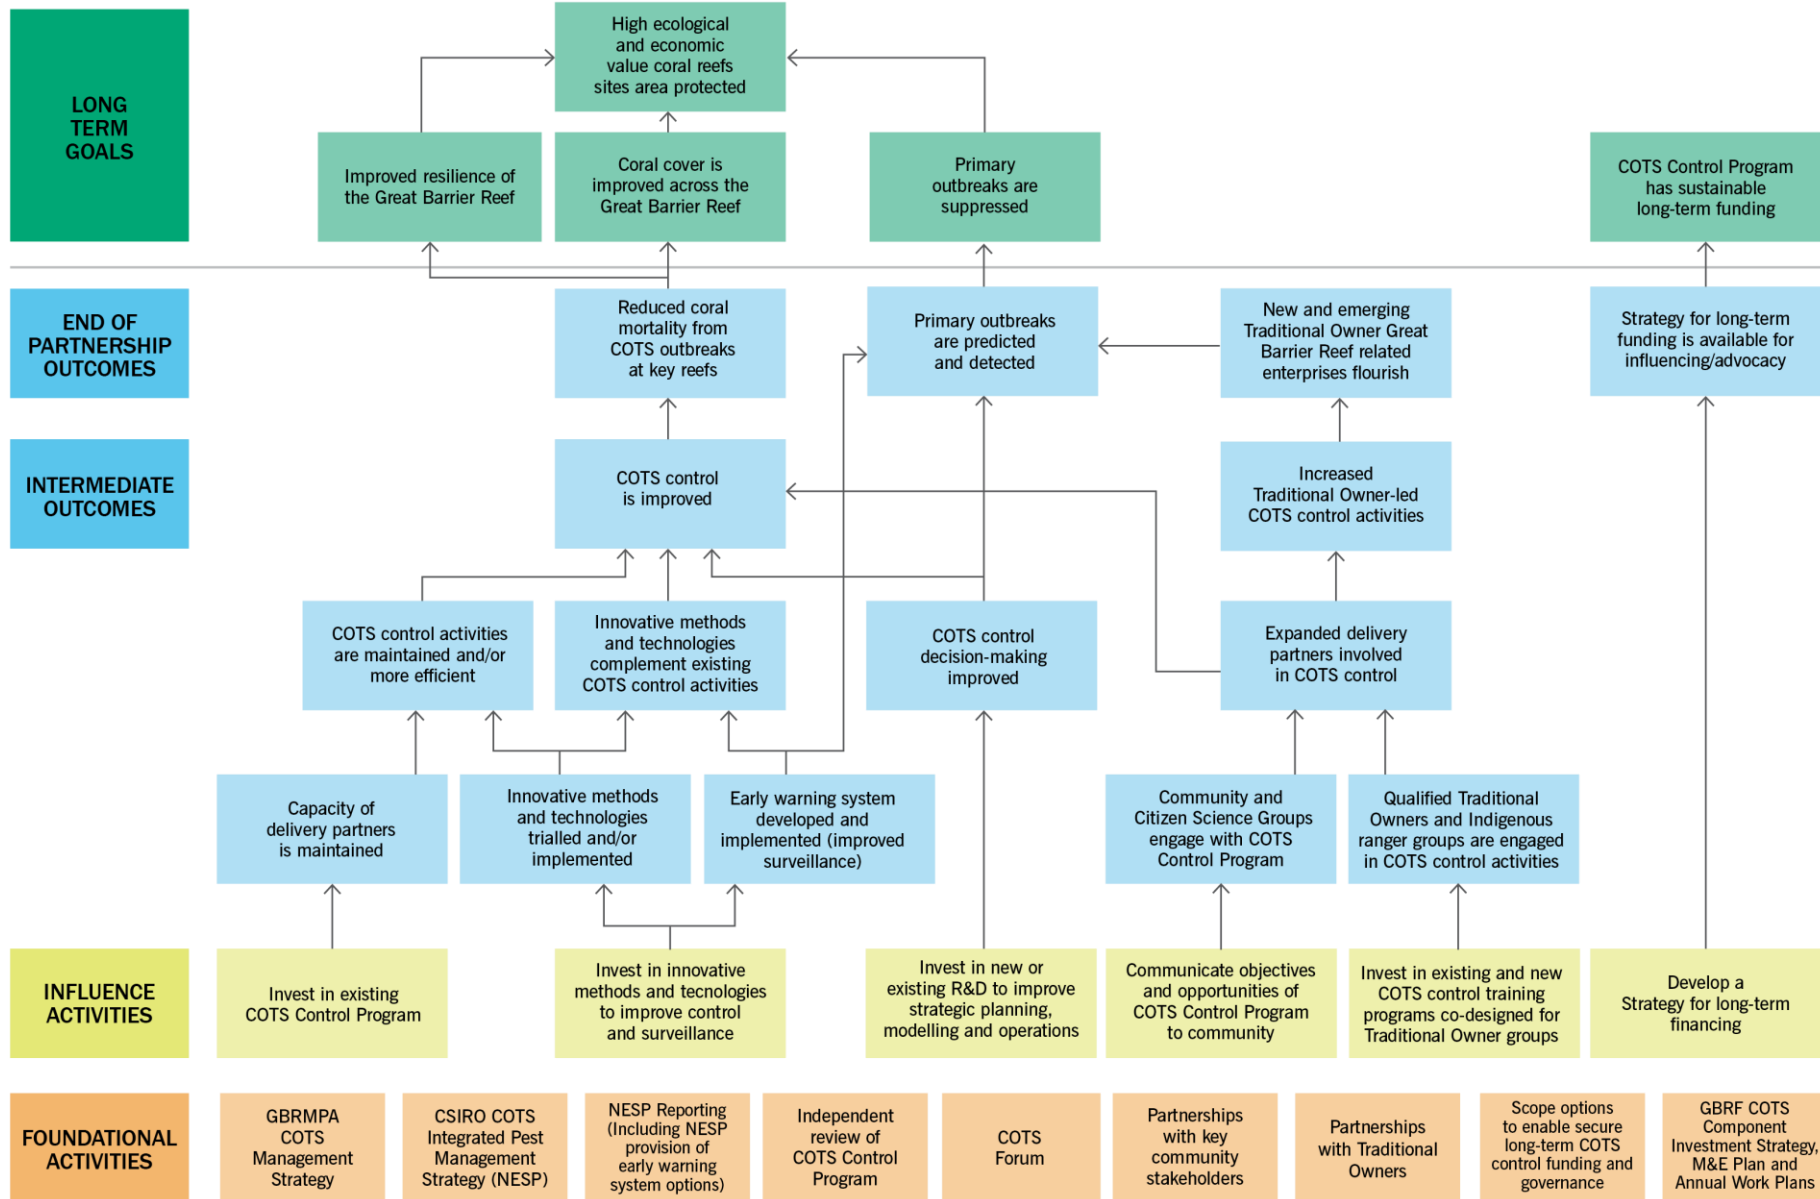 LONG
TERM
GOALS
High ecological
and economic
value coral reefs
sites area protected
Improved resilience of
the Great Barrier Reef
Coral cover is
improved across the
Great Barrier Reef
Primary
outbreaks are
suppressed
COTS Control Program
has sustainable
long-term funding
END OF
PARTNERSHIP
OUTCOMES
Reduced coral
mortality from
COTS outbreaks
at key reefs
Primary outbreaks
are predicted
and detected
New and emerging
Traditional Owner Great
Barrier Reef related
enterprises flourish
Strategy for long-term
funding is available for
influencing/advocacy
INTERMEDIATE
OUTCOMES
COTS control
is improved
Increased
Traditional Owner-led
COTS control activities
COTS control activities
are maintained and/or
more efficient
Innovative methods
and technologies
complement existing
COTS control activities
COTS control
decision-making
improved
Expanded delivery
partners involved
in COTS control
Capacity of
delivery partners
is maintained
Innovative methods
and technologies
trialled and/or
implemented
Early warning system
developed and
implemented (improved
surveillance)
Community and
Citizen Science Groups
engage with COTS
Control Program
Qualified Traditional
Owners and Indigenous
ranger groups are engaged
in COTS control activities
INFLUENCE
ACTIVITIES
Invest in existing
COTS Control Program
Invest in innovative
methods and tecnologies
to improve control
and surveillance
Invest in new or
existing R&D to improve
strategic planning,
modelling and operations
Communicate objectives
and opportunities of
COTS Control Program
to community
Invest in existing and new
COTS control training
programs co-designed for
Traditional Owner groups
Develop a
Strategy for long-term
financing
FOUNDATIONAL
ACTIVITIES
GBRMPA
COTS
Management
Strategy
CSIRO COTS
Integrated Pest
Management
Strategy (NESP)
NESP Reporting
(Including NESP
provision of
early warning
system options)
Independent
review of
COTS Control
Program
COTS
Forum
Partnerships
with key
community
stakeholders
Partnerships
with Traditional
Owners
Scope options
to enable secure
long-term COTS
control funding and
governance
GBRF COTS
Component
Investment Strategy,
M&E Plan and
Annual Work Plans